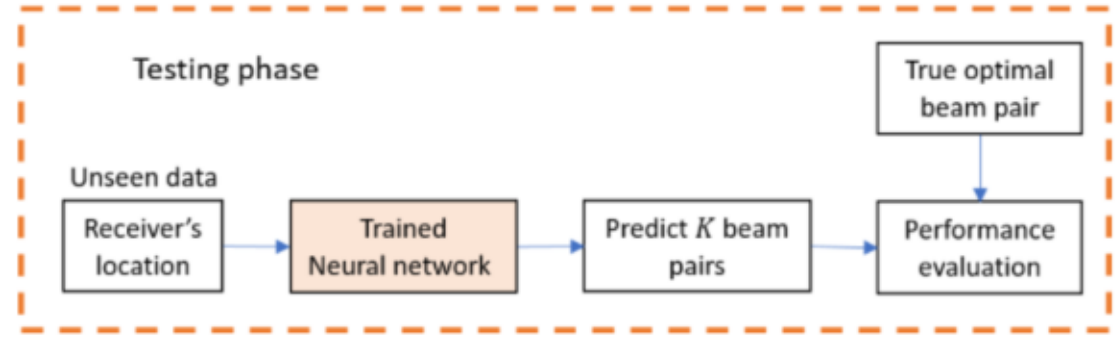 Testing phase
True optimal
beam pair
Unseen data
Receiver’s
location
Trained
Neural network
Predict K beam
pairs
Performance
evaluation